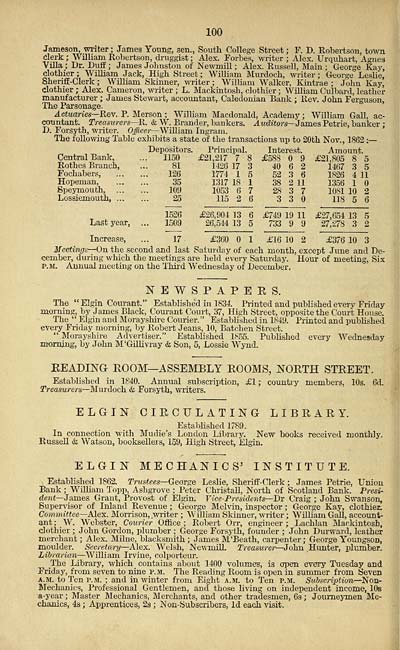 100
Jameson, writer; James Young, sen., South College Street; F. D. Robertson, town
clerk; William Robertson, druggist; Alex. Forbes, writer; Alex. Urquhart, Agnes
Villa; Dr. Duff; James Johnston of Newmill; Alex. Russell, Main; George Kay,
clothier; William Jack, High Street; William Murdoch, writer; George Leslie,
Sheriff-Clerk; William Skinner, writer; William Walker, Kintrae; John Kay,
clothier; Alex. Cameron, writer; L. Mackintosh, clothier; William Culbard, leather
manufacturer; James Stewart, accountant, Caledonian Bank; Rev. John Ferguson,
The Parsonage.
Actuaries—Rev. P. Merson; William Macdonald, Academy; William Gall, ac-
countant. Treasurers—R. & W. Brander, bankers. Auditors—James Petrie, banker;
D. Forsyth, writer. Officer—William Ingram.
The following Table exhibits a state of the transactions up to 20th Nov., 1862:—
Depositors. Principal. Interest. Amount.
Central Bank, ... 1150 £21,217 7 8 £588 0 9 £21,805 8 5
Rothes Branch, ... 81 1426 17 3 40 6 2 1467 3 5
Fochabers, ... ... 126 1774 1 5 52 3 6 1826 4 11
Hopeman, ... ... 35 1317 18 1 38 2 11 1356 1 0
Speymouth, ... ... 109 1053 6 7 28 3 7 1081 10 2
Lossiemouth, ... ... 25 115 2 6 3 3 0 118 5 6
1526 £26,904 13 6 £749 19 11 £27,654 13 5
Last year, ... 1509 26,544 13 5 733 9 9 27,278 3 2
Increase, ... 17 £360 0 1 £16 10 2 £376 10 3
Meetings—On the second and last Saturday of each month, except June and De-
cember, during which the meetings are held every Saturday. Hour of meeting, Six
P.M. Annual meeting on the Third Wednesday of December.
NEWSPAPERS.
The "Elgin Courant." Established in 1834. Printed and published every Friday
morning, by James Black, Courant Court, 37, High Street, opposite the Court House.
The "Elgin and Morayshire Courier." Established in 1849. Printed and published
every Friday morning, by Robert Jeans, 10, Batchen Street.
"Morayshire Advertiser." Established 1855. Published every Wednesday
morning, by John M'Gillivray & Son, 5, Lossie Wynd.
READING ROOM—ASSEMBLY ROOMS, NORTH STREET.
Established in 1840. Annual subscription, £1; country members, 10s. 6d.
Treasurers—Murdoch & Forsyth, writers.
ELGIN CIRCULATING LIBRARY.
Established 1789.
In connection with Mudie's London Library. New books received monthly.
Russell & Watson, booksellers, 159, High Street, Elgin.
ELGIN MECHANICS' INSTITUTE.
Established 1862. Trustees—George Leslie, Sheriff-Clerk; James Petrie, Union
Bank; William Topp, Ashgrove; Peter Christall, North of Scotland Bank. Presi-
dent—James Grant, Provost of Elgin. Vice-Presidents—Dr Craig; John Swanson,
Supervisor of Inland Revenue; George Melvin, inspector; George Kay, clothier.
Committee—Alex. Morrison, writer; William Skinner, writer; William Gall, account-
ant; W. Webster, Courier Office; Robert Orr, engineer; Lachlan Mackintosh,
clothier; John Gordon, plumber; George Forsyth, founder; John Durward, leather
merchant; Alex. Milne, blacksmith; James M'Beath, carpenter; George Youngson,
moulder. Secretary—Alex. Welsh, Newmill. Treasurer—John Hunter, plumber.
Librarian—William Irvine, colporteur.
The Library, which contains about 1400 volumes, is open every Tuesday and
Friday, from seven to nine P.M. The Reading Room is open in summer from Seven
A.M. to Ten P.M.; and in winter from Eight A.M. to Ten P.M. Subscription—Non-
Mechanics, Professional Gentlemen, and those living on independent income, 10s
a-year; Master Mechanics, Merchants, and other tradesmen, 6s; Journeymen Me-
chanics, 4s; Apprentices, 2s; Non-Subscribers, 1d each visit.